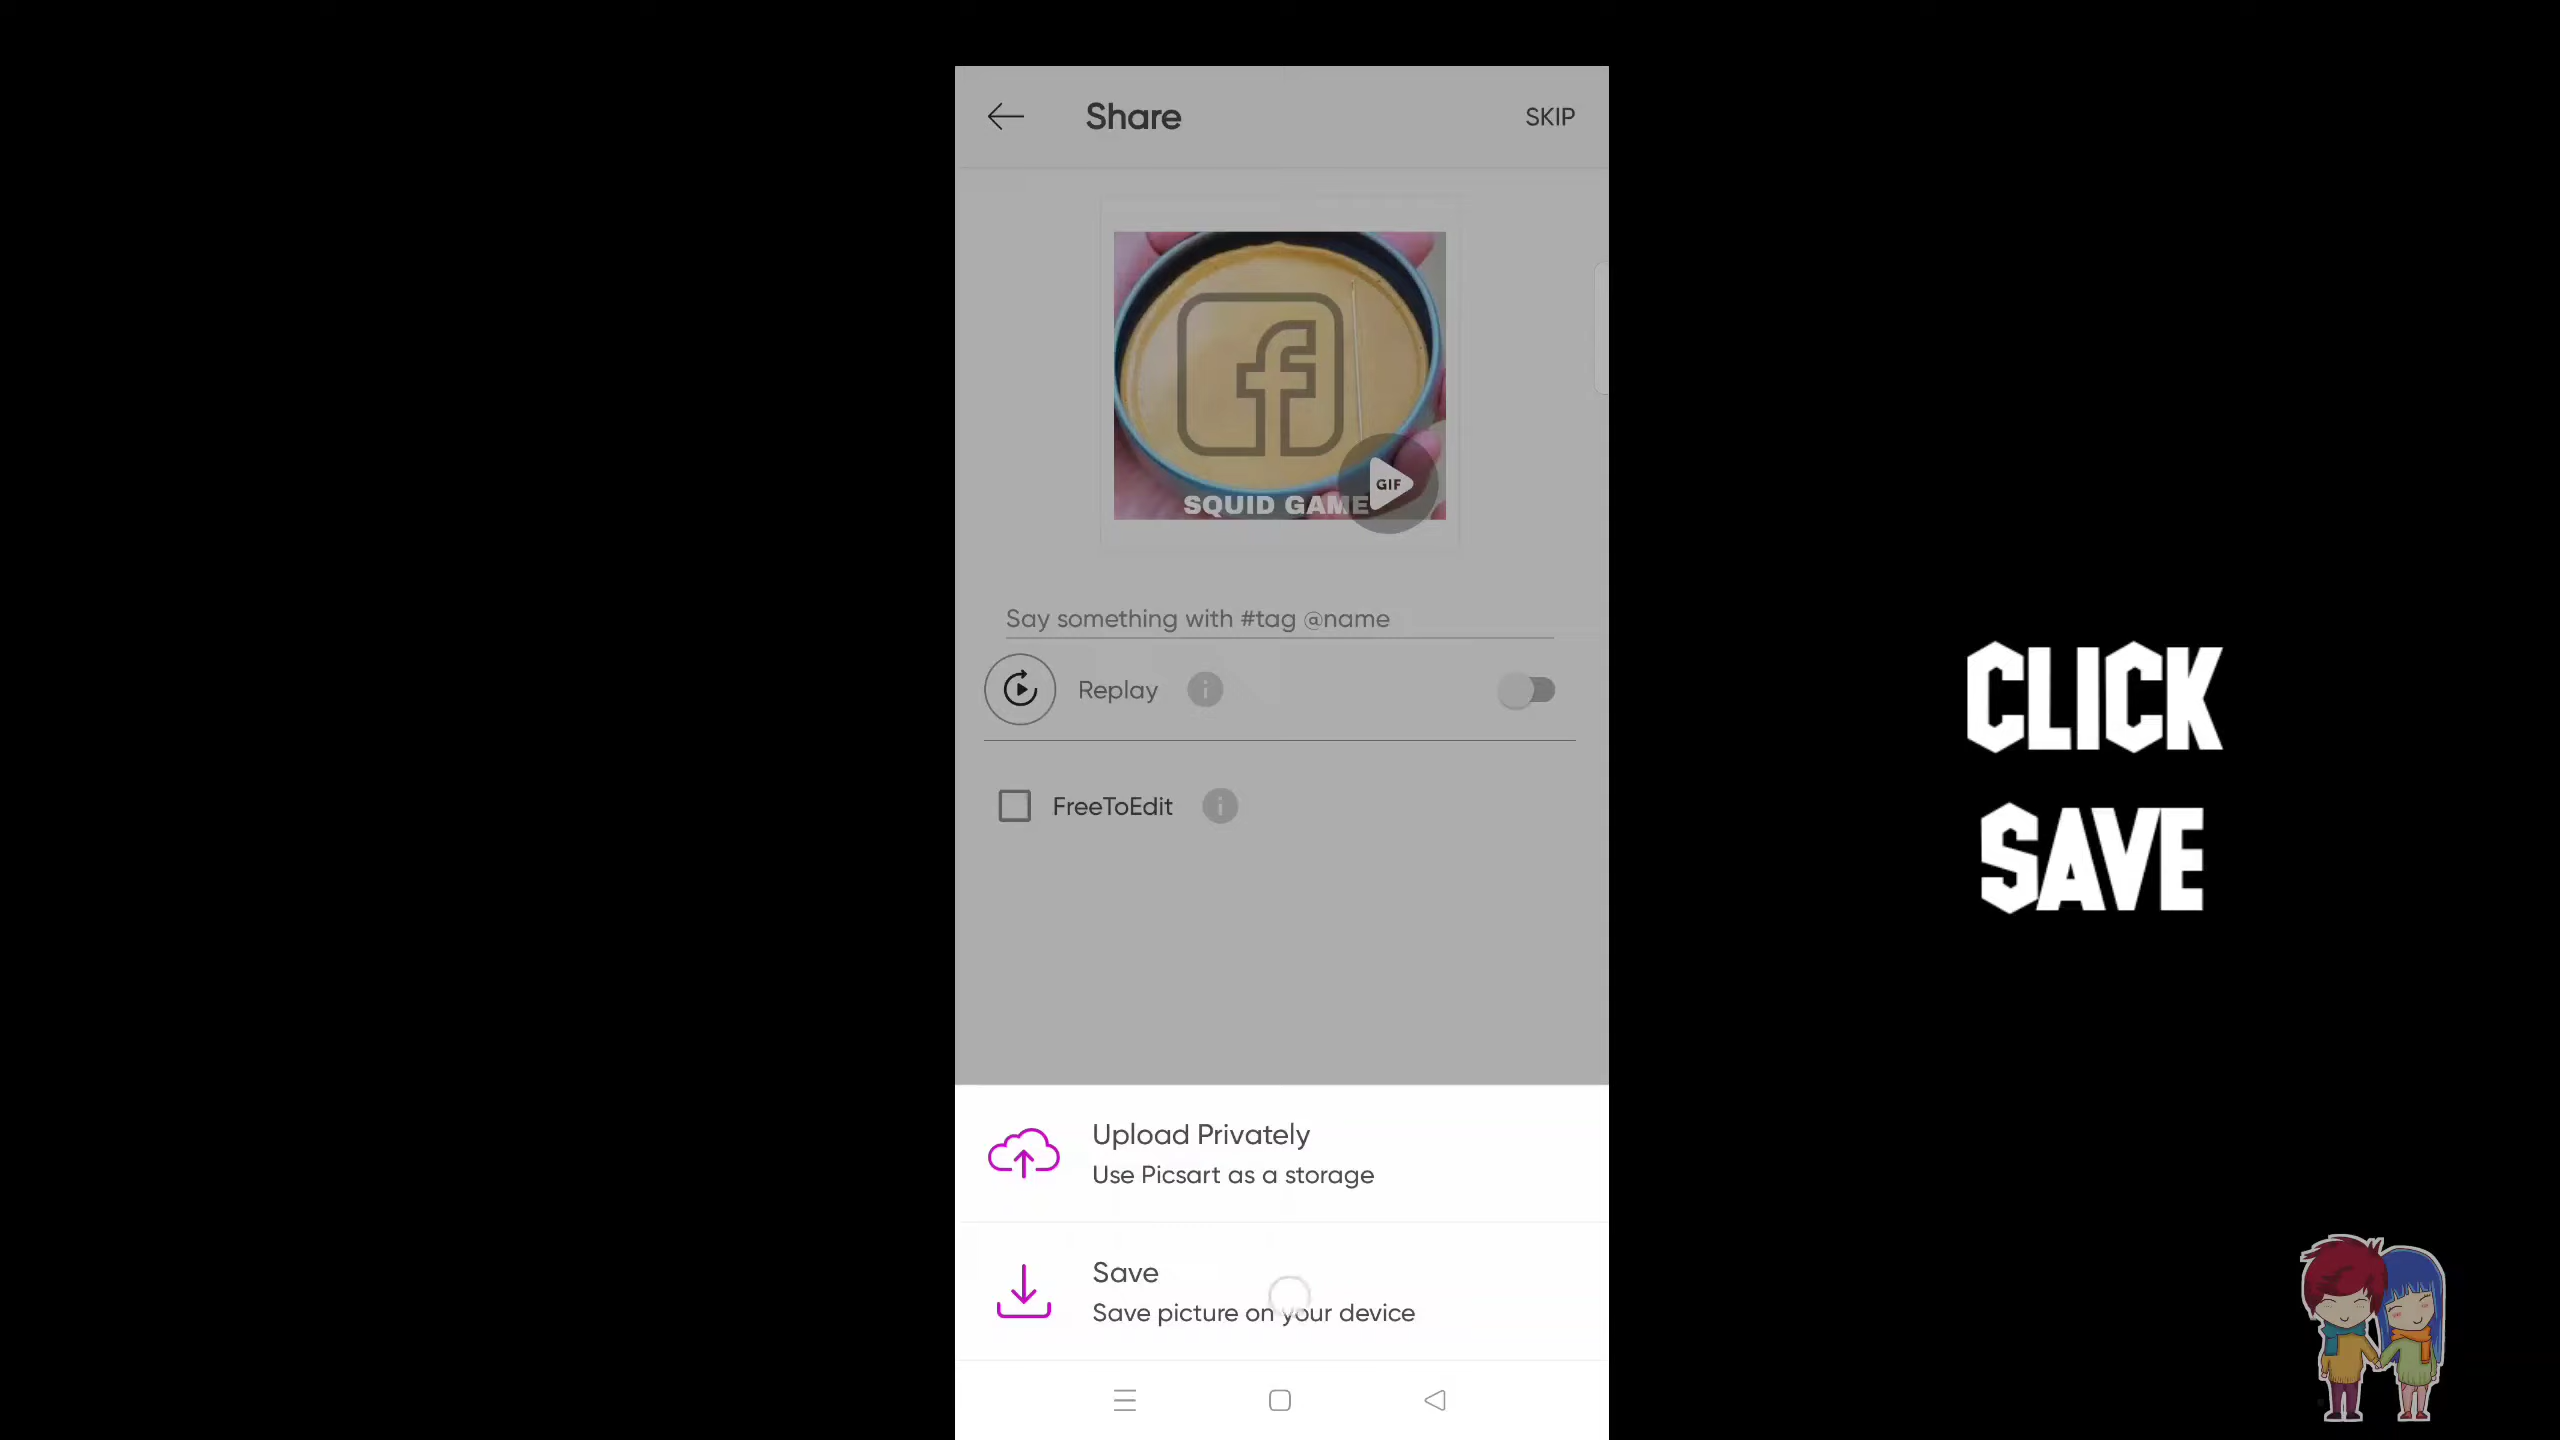 Share
SKIP
SQUID GAME
GIF
Say something with #tag @name
Replay
FreeToEdit
CLICK
SAVE
Upload Privately
Use Picsart as a storage
Save
Save picture on your device